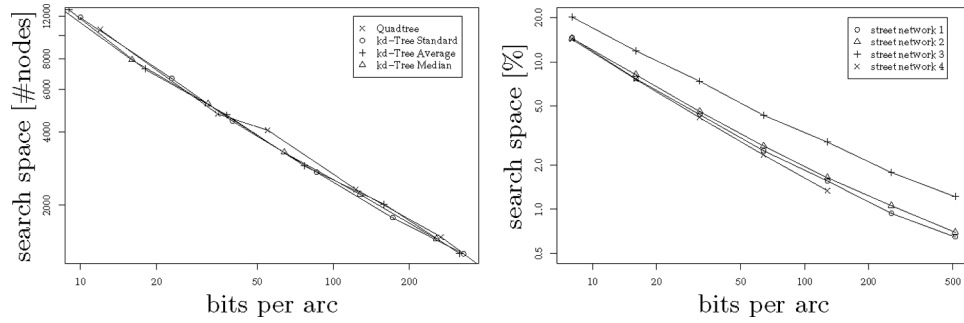 search space [#nodes]
12000
8000
6000
4000
2000
Quadtree
kd-Tree Standard
kd-Tree Average
kd-Tree Median
10
20
50
100
200
bits per arc
search space [%]
20.0
10.0
5.0
2.0
1.0
0.5
street network 1
street network 2
street network 3
street network 4
10
20
50
100
200
500
bits per arc